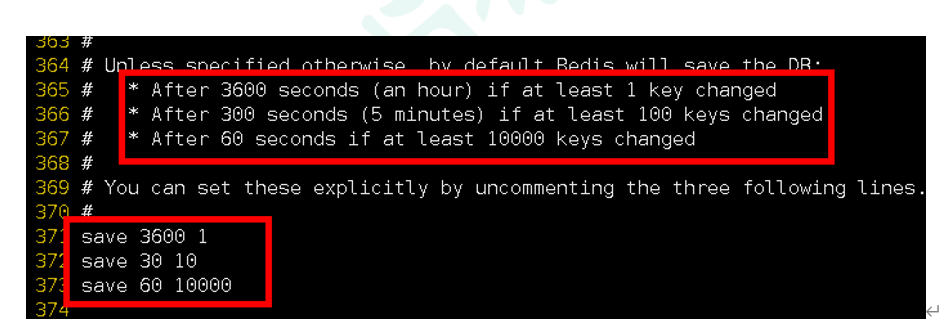 363 #
364 # Unless specified otherwise, by default Redis will save the DB:
365 #   * After 3600 seconds (an hour) if at least 1 key changed
366 #   * After 300 seconds (5 minutes) if at least 100 keys changed
367 #   * After 60 seconds if at least 10000 keys changed
368 #
369 # You can set these explicitly by uncommenting the three following lines.
370 #
371 save 3600 1
372 save 30 10
373 save 60 10000
374